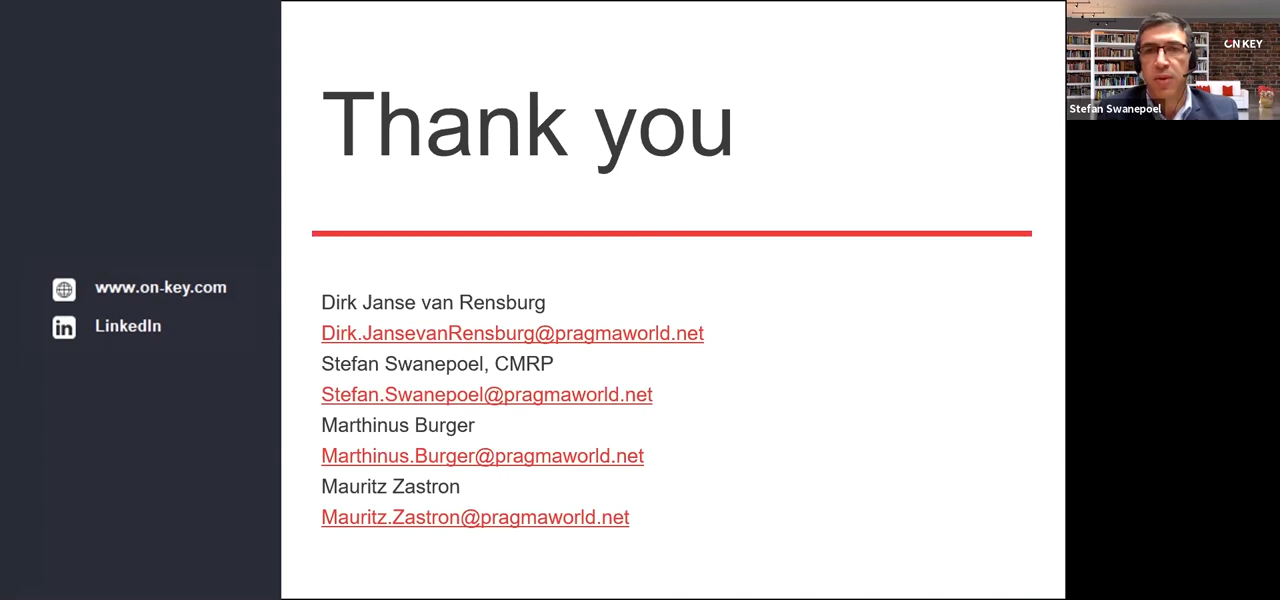 Thank you
www.on-key.com
LinkedIn
Dirk Janse van Rensburg
Dirk.JansevanRensburg@pragmaworld.net
Stefan Swanepoel, CMRP
Stefan.Swanepoel@pragmaworld.net
Marthinus Burger
Marthinus.Burger@pragmaworld.net
Mauritz Zastron
Mauritz.Zastron@pragmaworld.net
ON KEY
Stefan Swanepoel